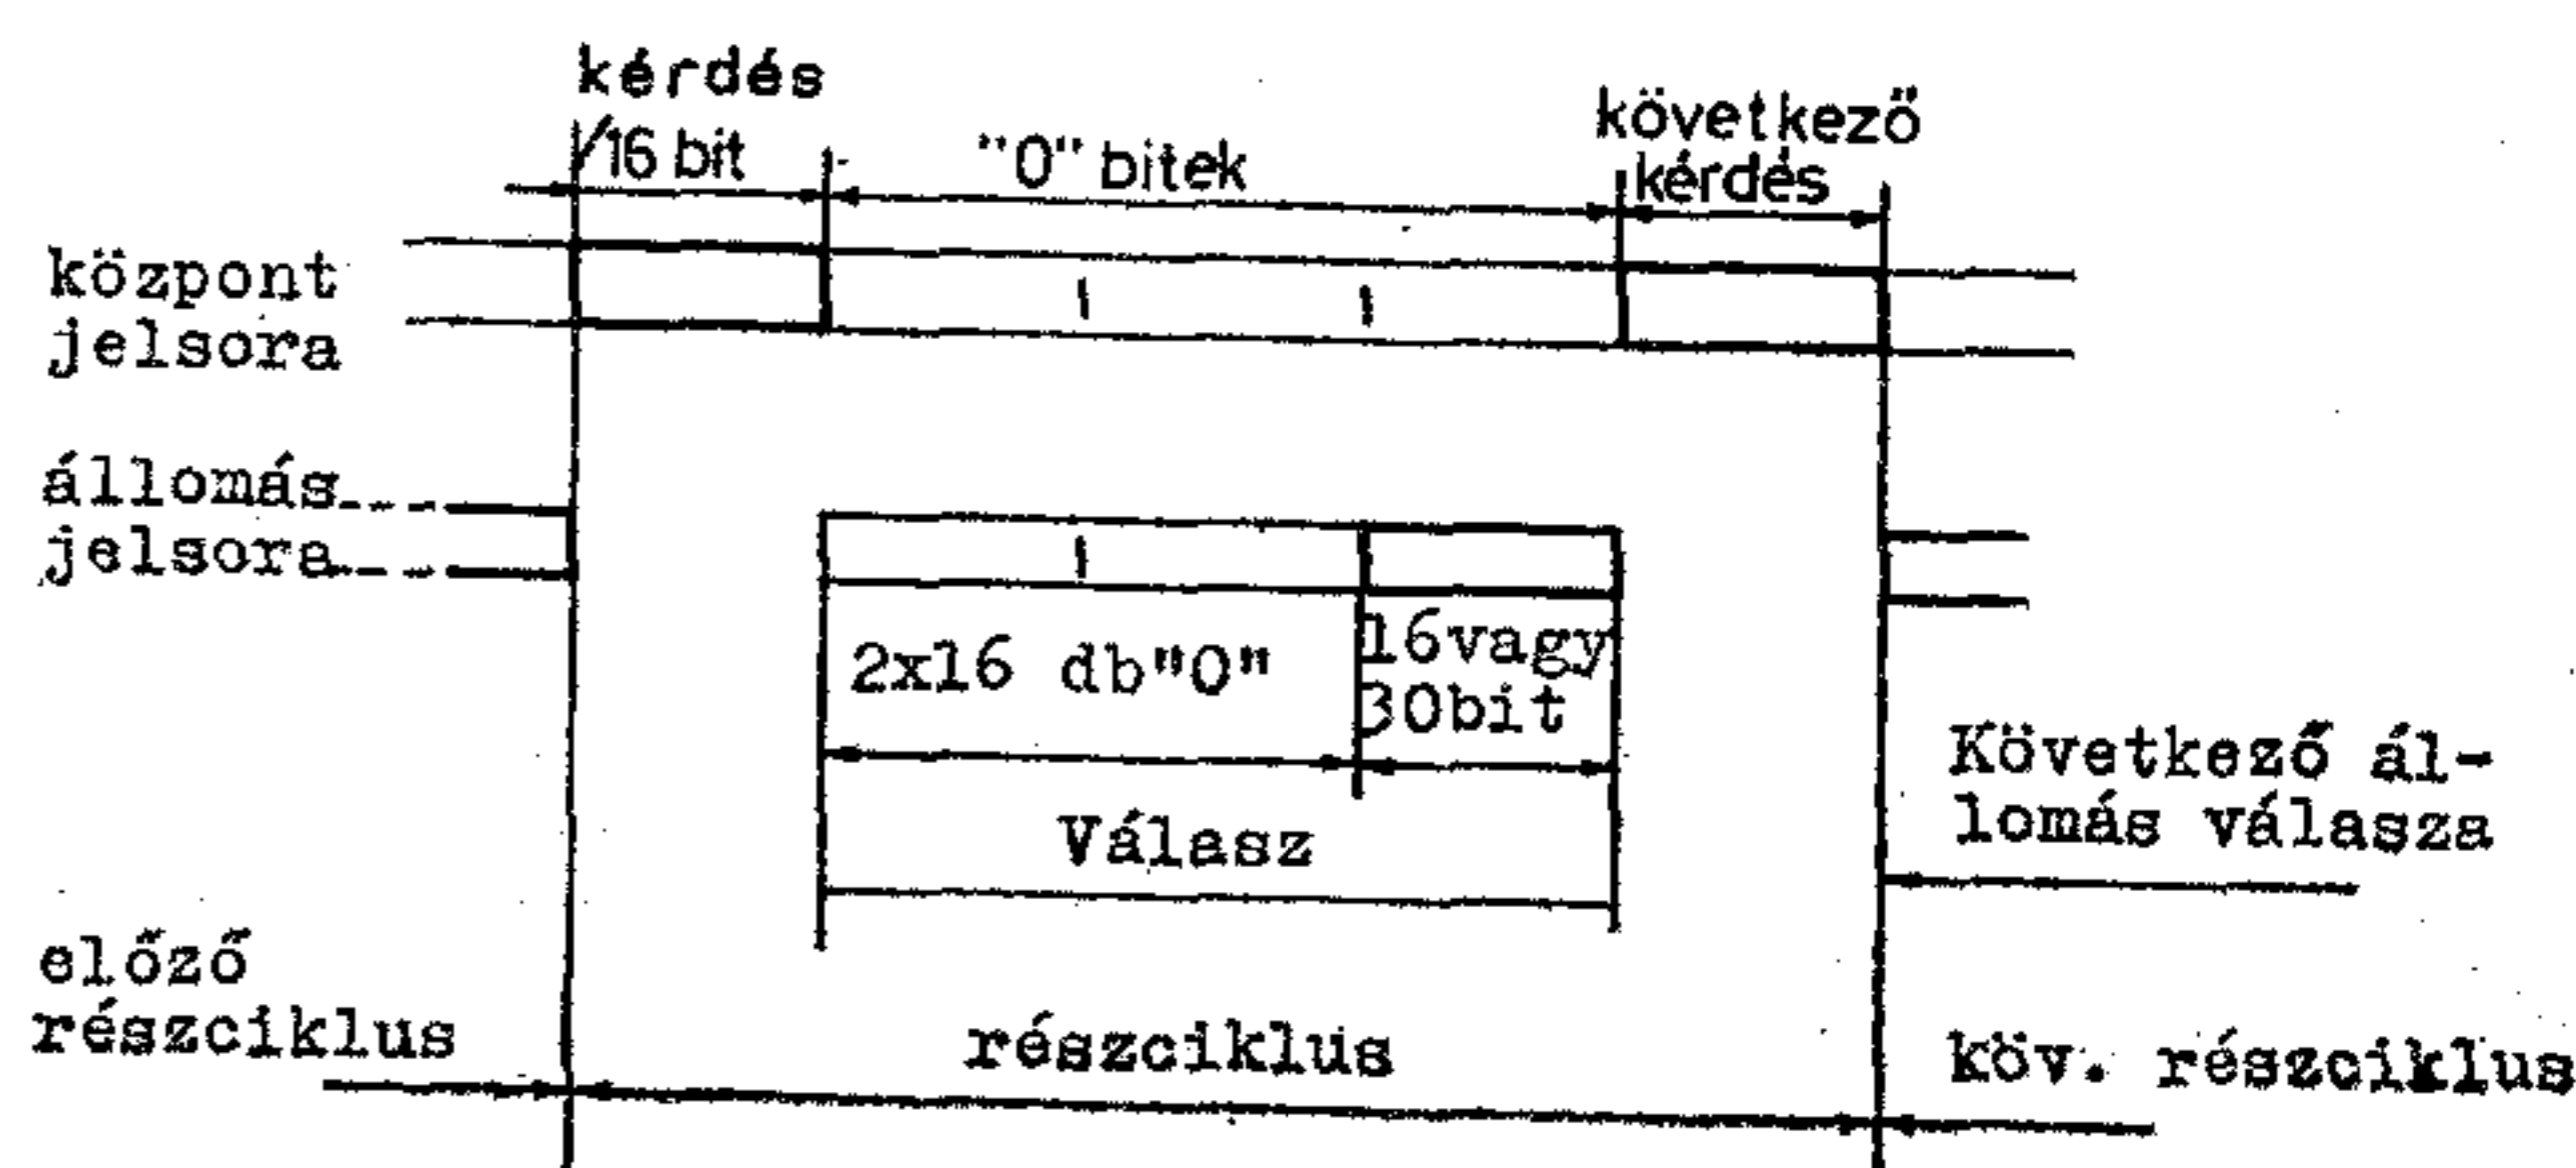 kérdés
/16 bit
"0" bitek
következő
kérdés
központ
jelsora
állomás
jelsora
2x16 db"0"
16vagy
30bit
Válasz
Következő ál-
lomás válasza
előző
részciklus
részciklus
köv. részciklus